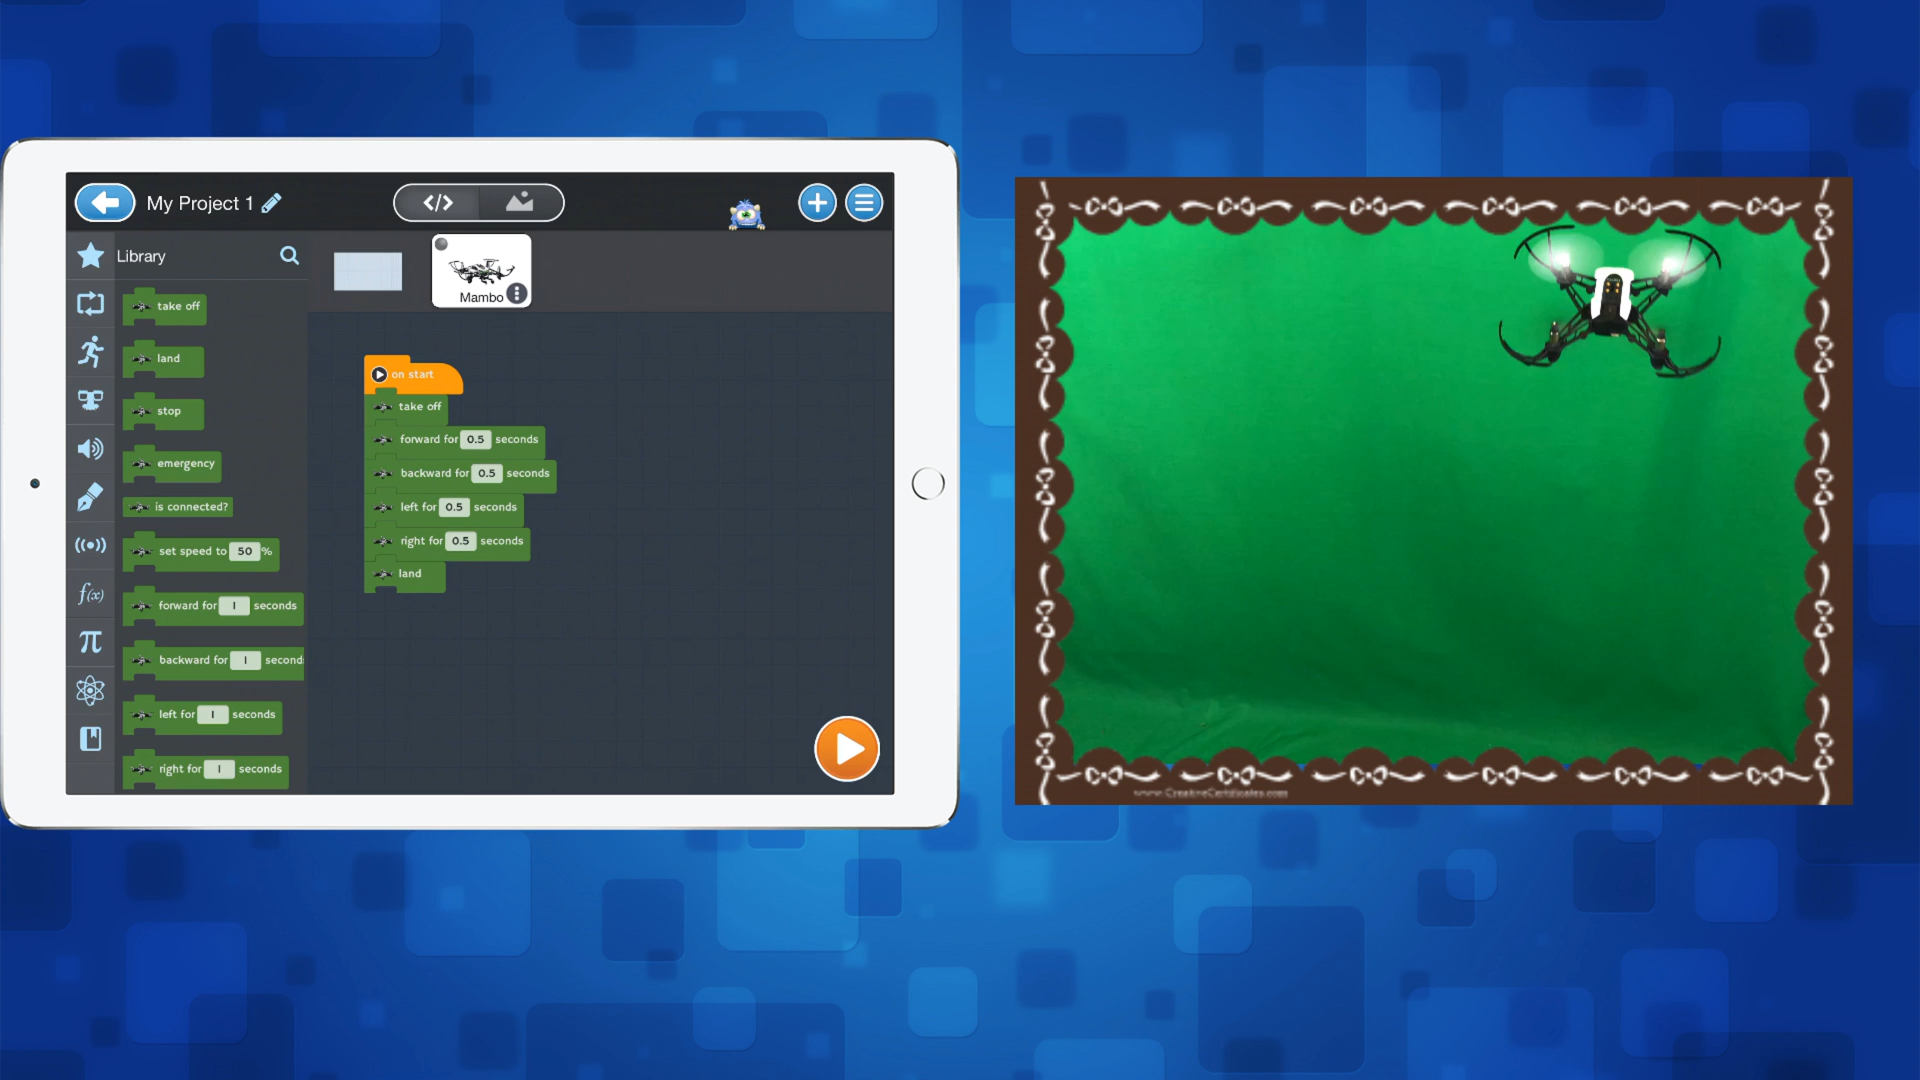 My Project 1
</>
Library
Mambo
take off
land
stop
emergency
is connected?
set speed to 50 %
forward for 1 seconds
backward for 1 second
left for 1 seconds
right for 1 seconds
f(x)
π
on start
take off
forward for 0.5 seconds
backward for 0.5 seconds
left for 0.5 seconds
right for 0.5 seconds
land
www.CreativeCertificates.com